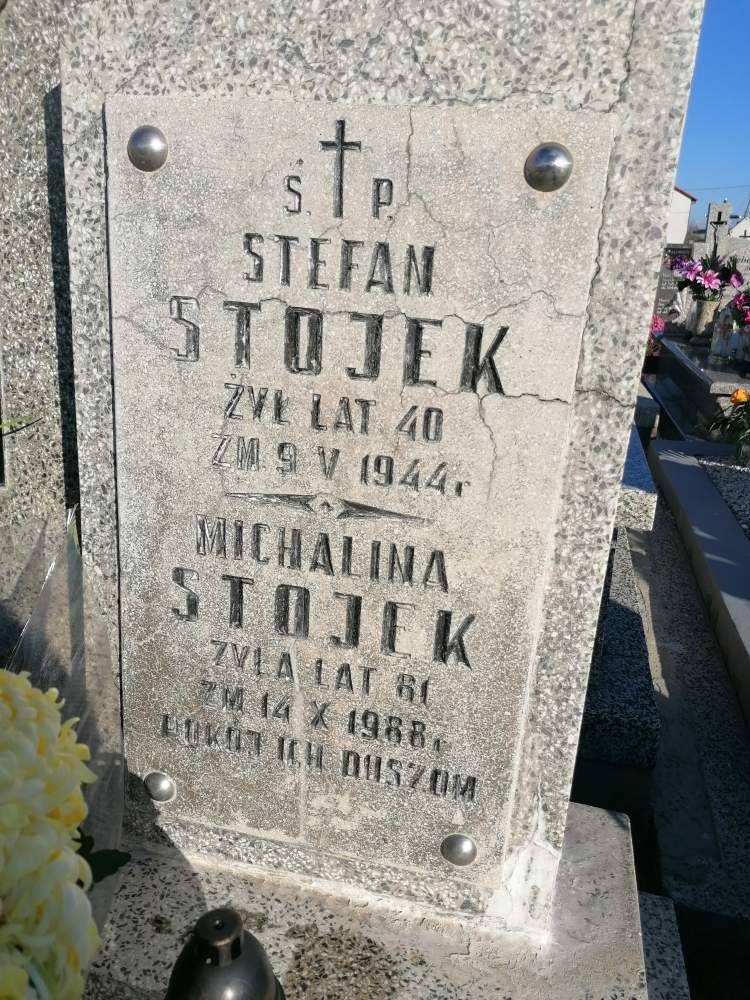 Ś. P.
STEFAN
STOJEK
ŻYŁ LAT 40
ZM 9 V 1944 r
MICHALINA
STOJEK
ŻYŁA LAT 81
ZM 14 X 1988 r
POKÓJ ICH DUSZOM